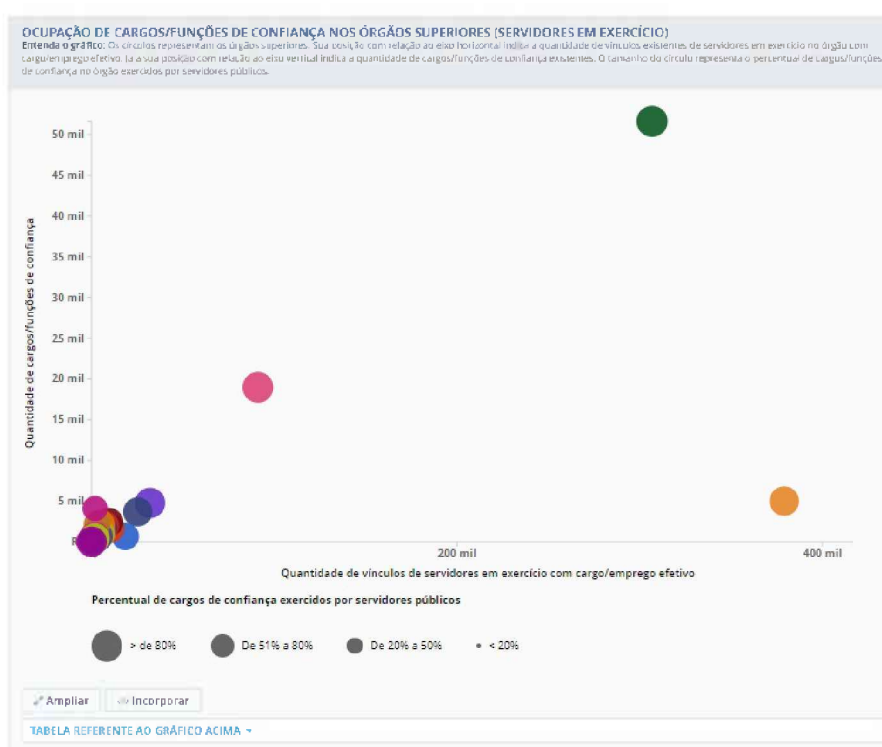 OCUPAÇÃO DE CARGOS/FUNÇÕES DE CONFIANÇA NOS ÓRGÃOS SUPERIORES (SERVIDORES EM EXERCÍCIO)
Entenda o gráfico: Os círculos representam os órgãos superiores. Sua posição com relação ao eixo horizontal indica a quantidade de vínculos existentes de servidores em exercício no órgão com
cargo/emprego efetivo. Já a sua posição com relação ao eixo vertical indica a quantidade de cargos/funções de confiança existentes. O tamanho do círculo representa o percentual de cargos/funções
de confiança no órgão exercidos por servidores públicos.
50 mil
45 mil
40 mil
35 mil
30 mil
25 mil
20 mil
15 mil
10 mil
5 mil
Quantidade de cargos/funções de confiança
200 mil
400 mil
Quantidade de vínculos de servidores em exercício com cargo/emprego efetivo
Percentual de cargos de confiança exercidos por servidores públicos
> de 80%
De 51% a 80%
De 20% a 50%
< 20%
Ampliar
Incorporar
TABELA REFERENTE AO GRÁFICO ACIMA